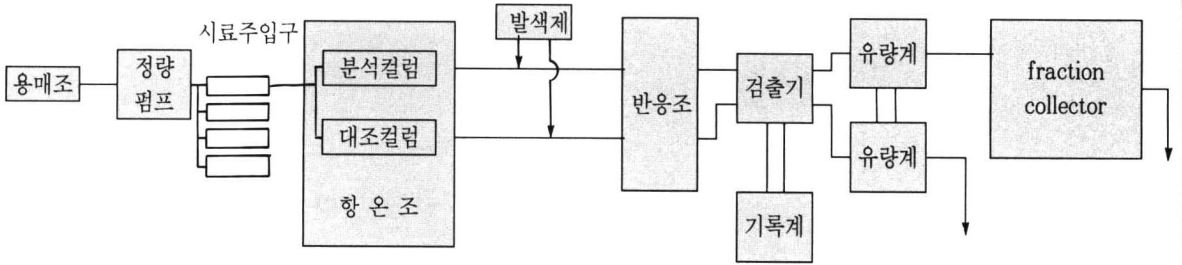 용매조
정량
펌프
시료주입구
분석컬럼
대조컬럼
항 온 조
발색제
반응조
검출기
기록계
유량계
유량계
fraction
collector